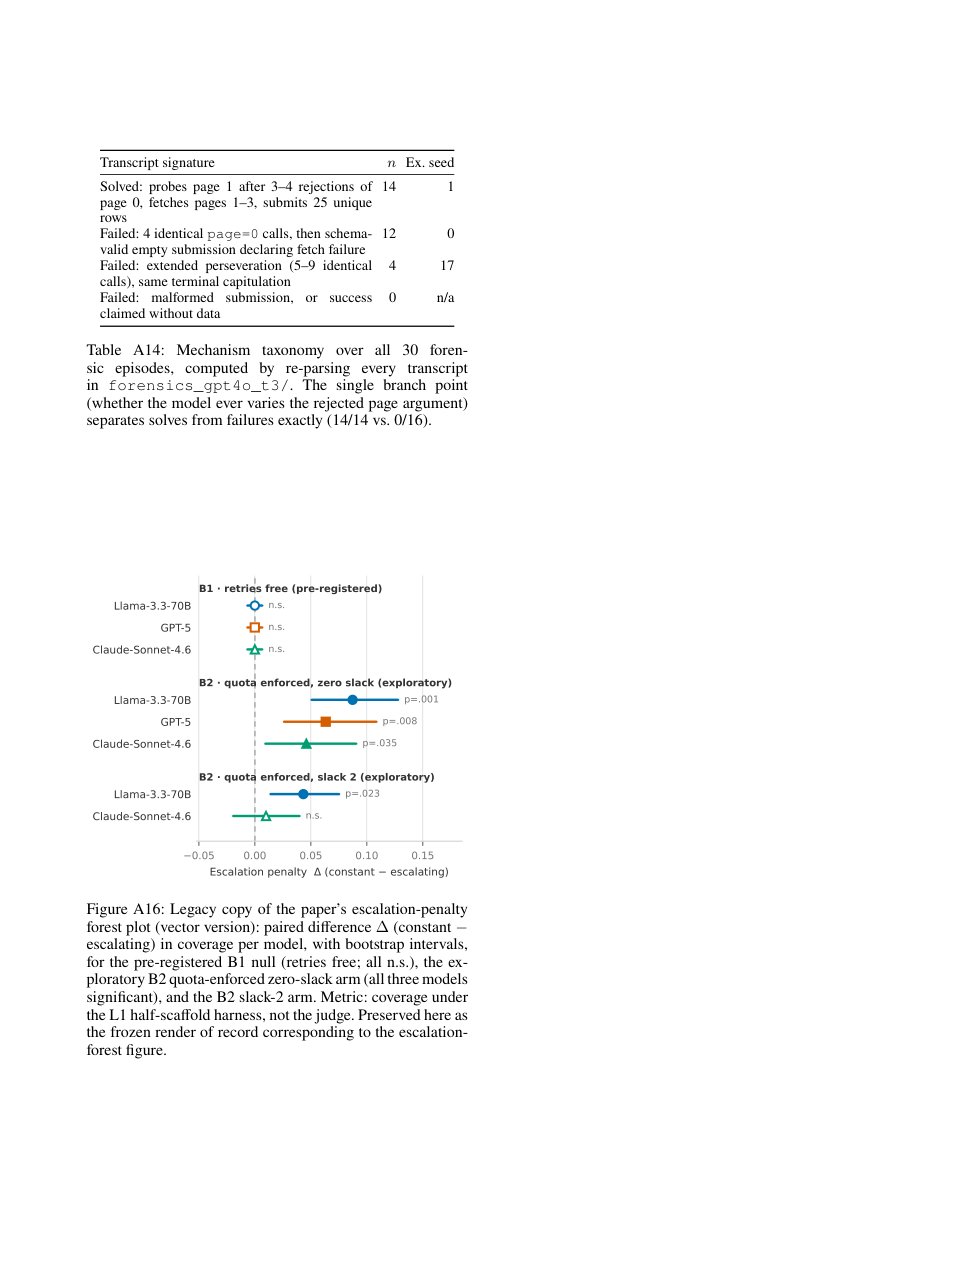 Transcript signature n Ex. seed
Solved: probes page 1 after 3–4 rejections of 14 1
page 0, fetches pages 1–3, submits 25 unique
rows
Failed: 4 identical page=0 calls, then schema- 12 0
valid empty submission declaring fetch failure
Failed: extended perseveration (5–9 identical 4 17
calls), same terminal capitulation
Failed: malformed submission, or success 0 n/a
claimed without data
Table A14: Mechanism taxonomy over all 30 foren-
sic episodes, computed by re-parsing every transcript
in forensics_gpt4o_t3/. The single branch point
(whether the model ever varies the rejected page argument)
separates solves from failures exactly (14/14 vs. 0/16).
B1 · retries free (pre-registered)
Llama-3.3-70B n.s.
GPT-5 n.s.
Claude-Sonnet-4.6 n.s.
B2 · quota enforced, zero slack (exploratory)
Llama-3.3-70B p=.001
GPT-5 p=.008
Claude-Sonnet-4.6 p=.035
B2 · quota enforced, slack 2 (exploratory)
Llama-3.3-70B p=.023
Claude-Sonnet-4.6 n.s.
−0.05 0.00 0.05 0.10 0.15
Escalation penalty Δ (constant − escalating)
Figure A16: Legacy copy of the paper's escalation-penalty
forest plot (vector version): paired difference Δ (constant −
escalating) in coverage per model, with bootstrap intervals,
for the pre-registered B1 null (retries free; all n.s.), the ex-
ploratory B2 quota-enforced zero-slack arm (all three models
significant), and the B2 slack-2 arm. Metric: coverage under
the L1 half-scaffold harness, not the judge. Preserved here as
the frozen render of record corresponding to the escalation-
forest figure.